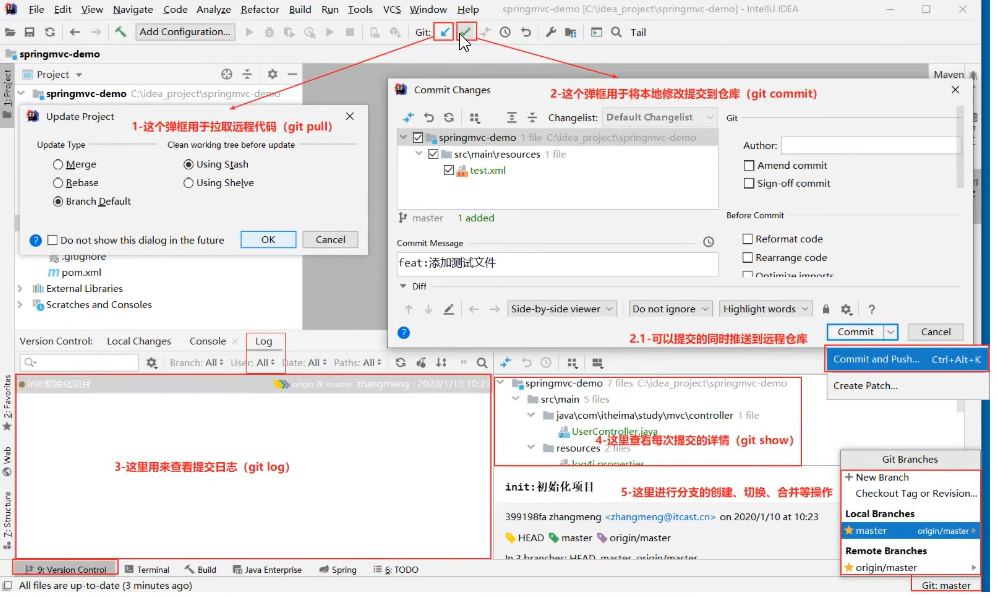 File Edit View Navigate Code Analyze Refactor Build Run Tools VCS Window Help springmvc-demo [C:\idea_project\springmvc-demo] - IntelliJ IDEA
Add Configuration... Git: Tail
springmvc-demo
1: Project
Project
Maven
springmvc-demo C:\idea_project\springmvc-demo
Update Project
1-这个弹框用于拉取远程代码（git pull）
Update Type
Clean working tree before update
Merge
Using Stash
Rebase
Using Shelve
Branch Default
Do not show this dialog in the future
OK
Cancel
.gitignore
pom.xml
External Libraries
Scratches and Consoles
Commit Changes
2-这个弹框用于将本地修改提交到仓库（git commit）
Changelist: Default Changelist
Git
springmvc-demo 1 file C:\idea_project\springmvc-demo
Author:
src\main\resources 1 file
Amend commit
test.xml
Sign-off commit
master 1 added
Before Commit
Commit Message
Reformat code
feat:添加测试文件
Rearrange code
Optimize imports
Diff
Side-by-side viewer
Do not ignore
Highlight words
2.1-可以提交的同时推送到远程仓库
Commit
Cancel
Commit and Push... Ctrl+Alt+K
Create Patch...
Version Control: Local Changes Console Log
Branch: All User: All Date: All Paths: All
init:初始化项目 origin & master zhangmeng 2020/1/10 10:23
3-这里用来查看提交日志（git log）
springmvc-demo 7 files C:\idea_project\springmvc-demo
src\main 5 files
java\com\itheima\study\mvc\controller 1 file
UserController.java
4-这里查看每次提交的详情（git show）
resources 2 files
log4j.properties
init:初始化项目
5-这里进行分支的创建、切换、合并等操作
399198fa zhangmeng <zhangmeng@itcast.cn> on 2020/1/10 at 10:23
HEAD master origin/master
In 3 branches: HEAD, master, origin/master
Git Branches
New Branch
Checkout Tag or Revision...
Local Branches
master origin/master
Remote Branches
origin/master
2: Favorites
Web
Z: Structure
9: Version Control Terminal Build Java Enterprise Spring 6: TODO
All files are up-to-date (3 minutes ago)
Git: master